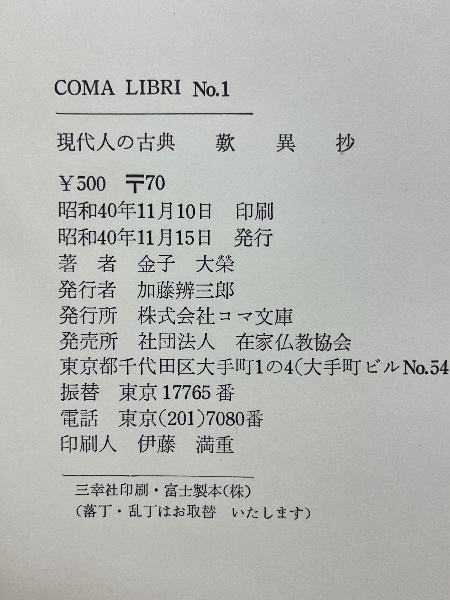 COMA LIBRI No.1
現代人の古典 歎異抄
¥500 〒70
昭和40年11月10日 印刷
昭和40年11月15日 発行
著者 金子大榮
発行者 加藤辨三郎
発行所 株式会社コマ文庫
発売所 社団法人 在家仏教協会
東京都千代田区大手町1の4(大手町ビルNo.54
振替 東京17765番
電話 東京(201)7080番
印刷人 伊藤満重
三幸社印刷・富士製本(株)
(落丁・乱丁はお取替 いたします)